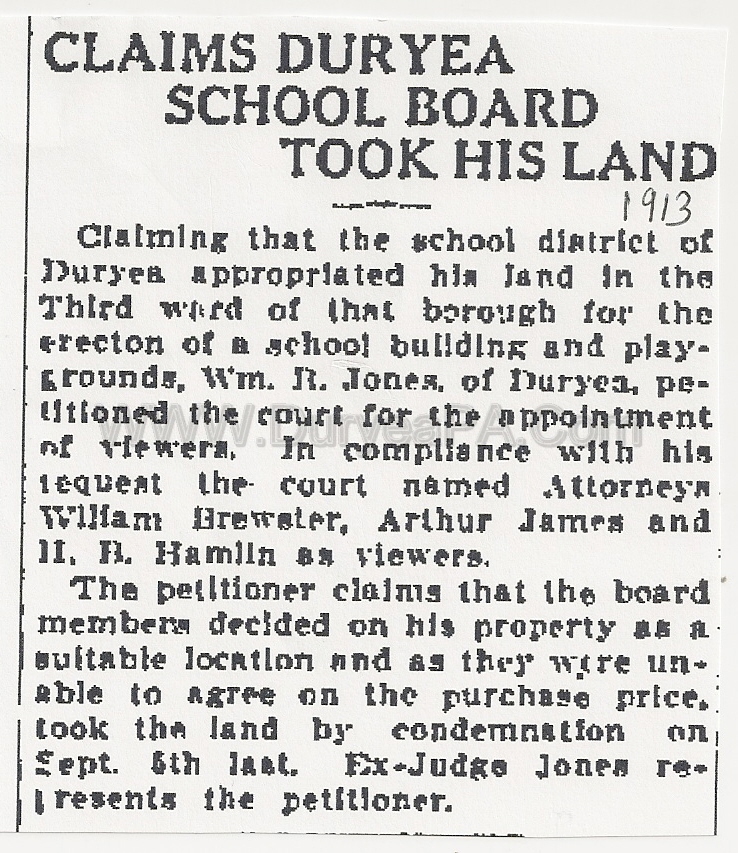 CLAIMS DURYEA
SCHOOL BOARD
TOOK HIS LAND
1913
Claiming that the school district of
Duryea appropriated his land in the
Third ward of that borough for the
erecton of a school building and play-
grounds, Wm. R. Jones, of Duryea, pe-
titioned the court for the appointment
of viewers. In compliance with his
request the court named Attorneys
William Brewster, Arthur James and
Hamlin as viewers.
The petitioner claims that the board
members decided on his property as a
suitable location and as they were un-
able to agree on the purchase price,
took the land by condemnation on
Sept. last. Ex-Judge Jones re-
presents the petitioner.
WWW.DuryeaPA.Com